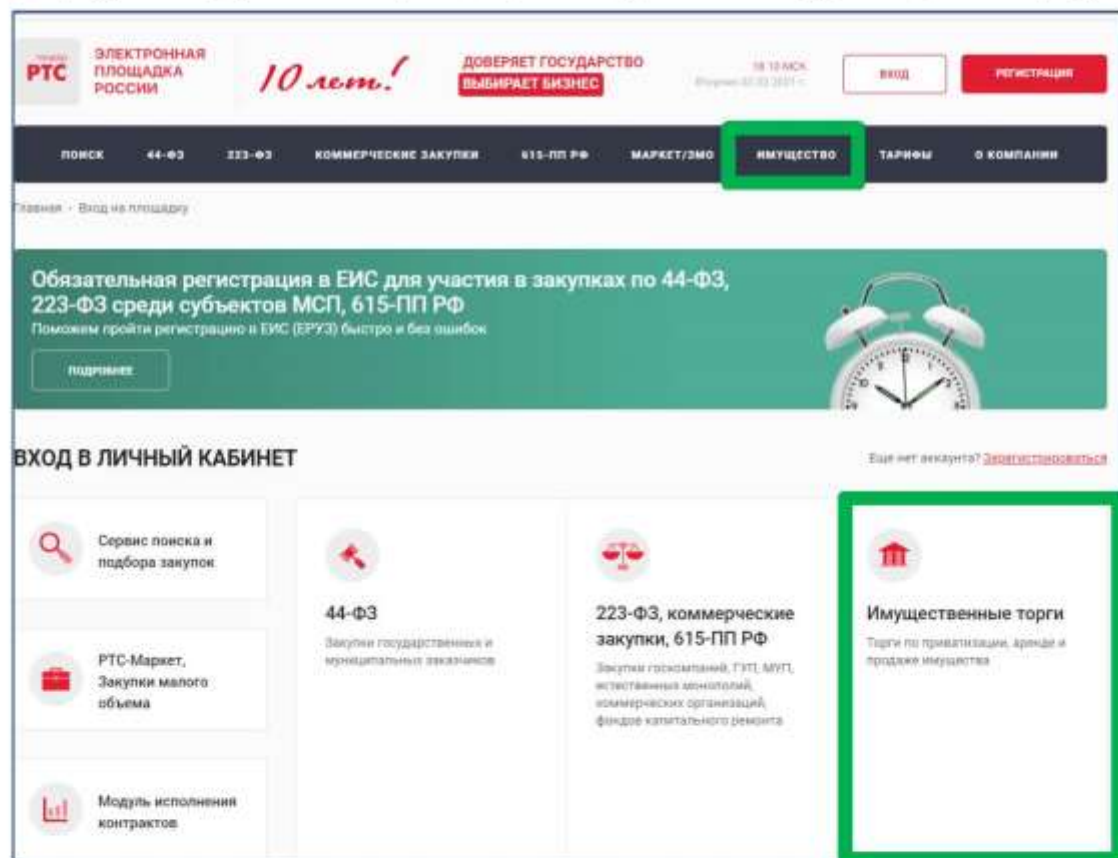 РТС
ЭЛЕКТРОННАЯ
ПЛОЩАДКА
РОССИИ
10 лет!
ДОВЕРЯЕТ ГОСУДАРСТВО
ВЫБИРАЕТ БИЗНЕС
18:10 МСК
ВХОД
РЕГИСТРАЦИЯ
ПОИСК 44-ФЗ 223-ФЗ КОММЕРЧЕСКИЕ ЗАКУПКИ 615-ПП РФ МАРКЕТ/ЗМО ИМУЩЕСТВО ТАРИФЫ О КОМПАНИИ
Главная - Вход на площадку
Обязательная регистрация в ЕИС для участия в закупках по 44-ФЗ,
223-ФЗ среди субъектов МСП, 615-ПП РФ
Поможем пройти регистрацию в ЕИС (ЕРУЗ) быстро и без ошибок
ПОДРОБНЕЕ
ВХОД В ЛИЧНЫЙ КАБИНЕТ
Еще нет аккаунта? Зарегистрироваться
Сервис поиска и
подбора закупок
РТС-Маркет,
Закупки малого
объема
Модуль исполнения
контрактов
44-ФЗ
Закупки государственных и
муниципальных заказчиков
223-ФЗ, коммерческие
закупки, 615-ПП РФ
Закупки госкомпаний, ГУП, МУП,
естественных монополий,
коммерческих организаций,
фондов капитального ремонта
Имущественные торги
Торги по приватизации, аренде и
продаже имущества